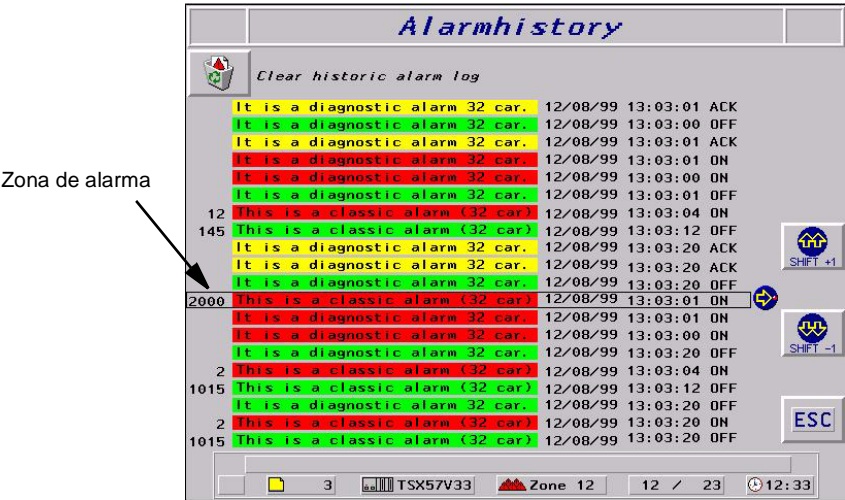 Alarmhistory
Clear historic alarm log
It is a diagnostic alarm 32 car. 12/08/99 13:03:01 ACK
It is a diagnostic alarm 32 car. 12/08/99 13:03:00 OFF
It is a diagnostic alarm 32 car. 12/08/99 13:03:01 ACK
It is a diagnostic alarm 32 car. 12/08/99 13:03:01 ON
It is a diagnostic alarm 32 car. 12/08/99 13:03:00 ON
Zona de alarma
It is a diagnostic alarm 32 car. 12/08/99 13:03:01 OFF
12 This is a classic alarm (32 car) 12/08/99 13:03:04 ON
145 This is a classic alarm (32 car) 12/08/99 13:03:12 OFF
It is a diagnostic alarm 32 car. 12/08/99 13:03:20 ACK
It is a diagnostic alarm 32 car. 12/08/99 13:03:20 ACK
SHIFT +1
It is a diagnostic alarm 32 car. 12/08/99 13:03:20 OFF
2000 This is a classic alarm (32 car) 12/08/99 13:03:01 ON
It is a diagnostic alarm 32 car. 12/08/99 13:03:01 ON
It is a diagnostic alarm 32 car. 12/08/99 13:03:00 ON
It is a diagnostic alarm 32 car. 12/08/99 13:03:20 OFF
SHIFT -1
2 This is a classic alarm (32 car) 12/08/99 13:03:04 ON
1015 This is a classic alarm (32 car) 12/08/99 13:03:12 OFF
It is a diagnostic alarm 32 car. 12/08/99 13:03:20 OFF
2 This is a classic alarm (32 car) 12/08/99 13:03:20 ON
ESC
1015 This is a classic alarm (32 car) 12/08/99 13:03:20 OFF
3 TSX57V33 Zone 12 12 / 23 12:33